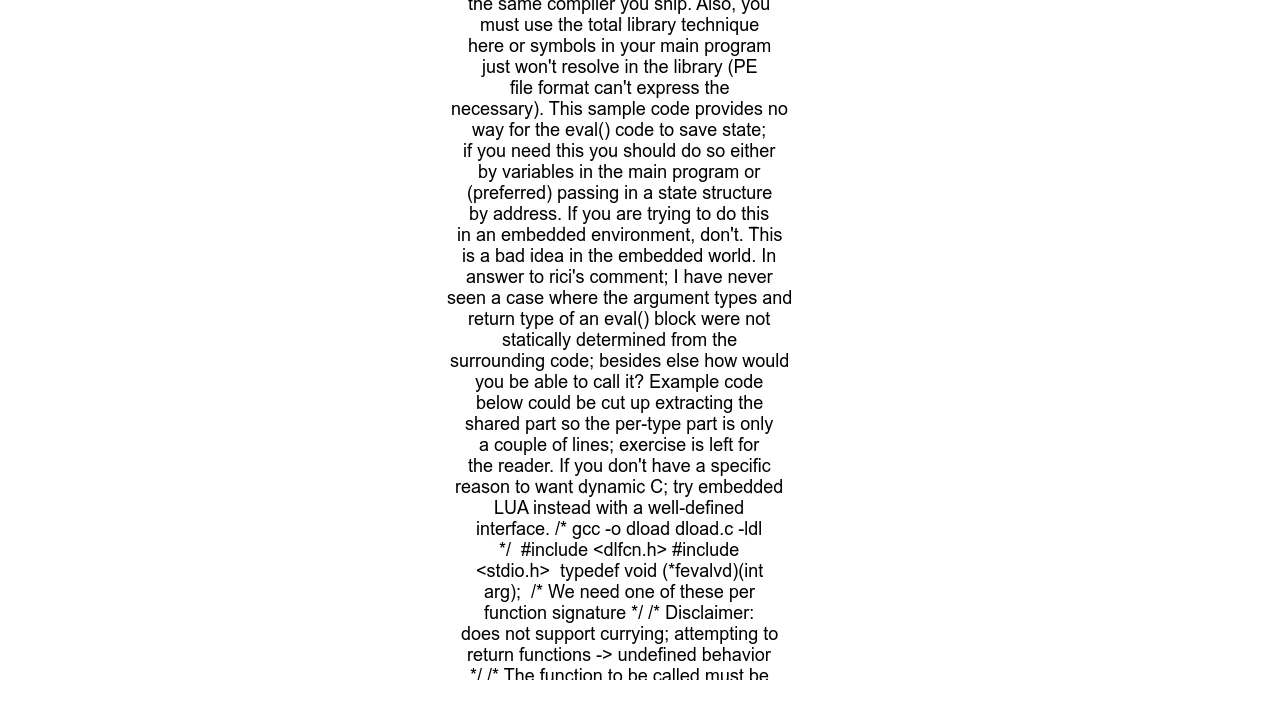 the same compiler you ship. Also, you
must use the total library technique
here or symbols in your main program
just won't resolve in the library (PE
file format can't express the
necessary). This sample code provides no
way for the eval() code to save state;
if you need this you should do so either
by variables in the main program or
(preferred) passing in a state structure
by address. If you are trying to do this
in an embedded environment, don't. This
is a bad idea in the embedded world. In
answer to rici's comment; I have never
seen a case where the argument types and
return type of an eval() block were not
statically determined from the
surrounding code; besides else how would
you be able to call it? Example code
below could be cut up extracting the
shared part so the per-type part is only
a couple of lines; exercise is left for
the reader. If you don't have a specific
reason to want dynamic C; try embedded
LUA instead with a well-defined
interface. /* gcc -o dload dload.c -ldl
*/  #include <dlfcn.h> #include
<stdio.h>  typedef void (*fevalvd)(int
arg);  /* We need one of these per
function signature */ /* Disclaimer:
does not support currying; attempting to
return functions -> undefined behavior
*/ /* The function to be called must be